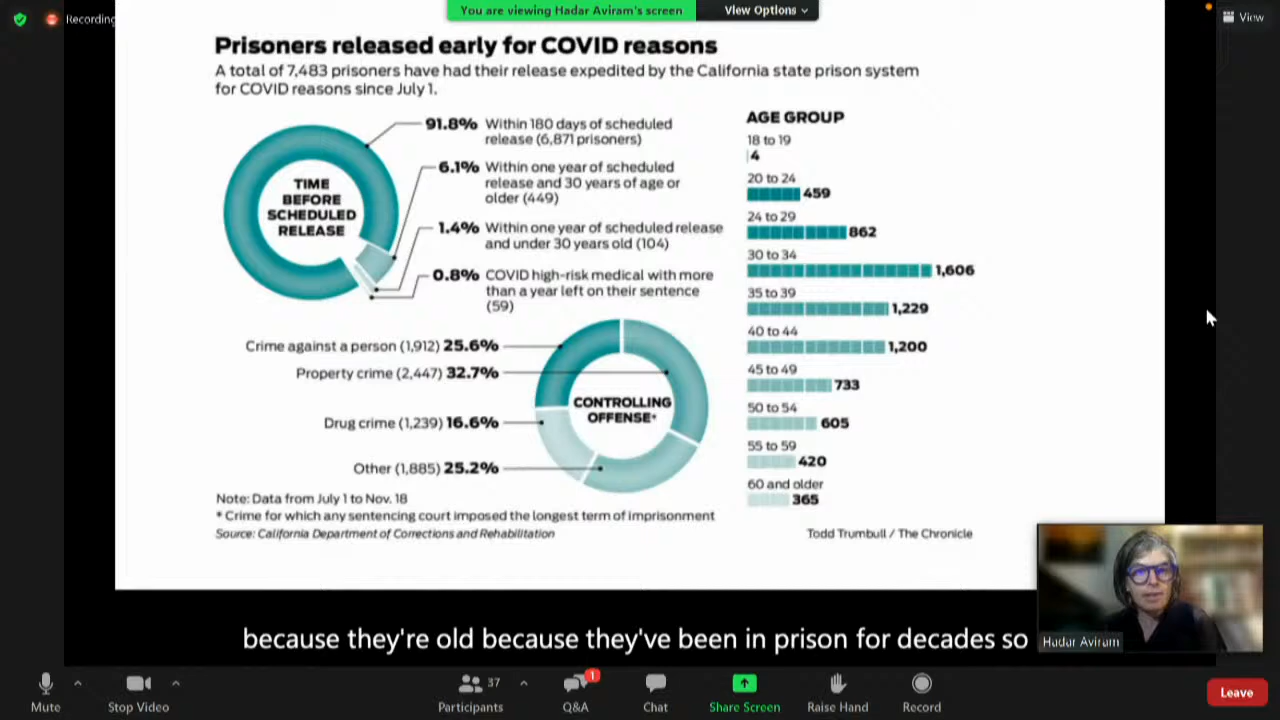 Recording
You are viewing Hadar Aviram's screen
View Options
View
Prisoners released early for COVID reasons
A total of 7,483 prisoners have had their release expedited by the California state prison system
for COVID reasons since July 1.
TIME
BEFORE
SCHEDULED
RELEASE
91.8% Within 180 days of scheduled
release (6,871 prisoners)
6.1% Within one year of scheduled
release and 30 years of age or
older (449)
1.4% Within one year of scheduled release
and under 30 years old (104)
0.8% COVID high-risk medical with more
than a year left on their sentence
(59)
Crime against a person (1,912) 25.6%
Property crime (2,447) 32.7%
Drug crime (1,239) 16.6%
Other (1,885) 25.2%
CONTROLLING
OFFENSE*
AGE GROUP
18 to 19
4
20 to 24
459
24 to 29
862
30 to 34
1,606
35 to 39
1,229
40 to 44
1,200
45 to 49
733
50 to 54
605
55 to 59
420
60 and older
365
Note: Data from July 1 to Nov. 18
* Crime for which any sentencing court imposed the longest term of imprisonment
Source: California Department of Corrections and Rehabilitation
Todd Trumbull / The Chronicle
because they're old because they've been in prison for decades so
Hadar Aviram
Mute
Stop Video
37
Participants
1
Q&A
Chat
Share Screen
Raise Hand
Record
Leave